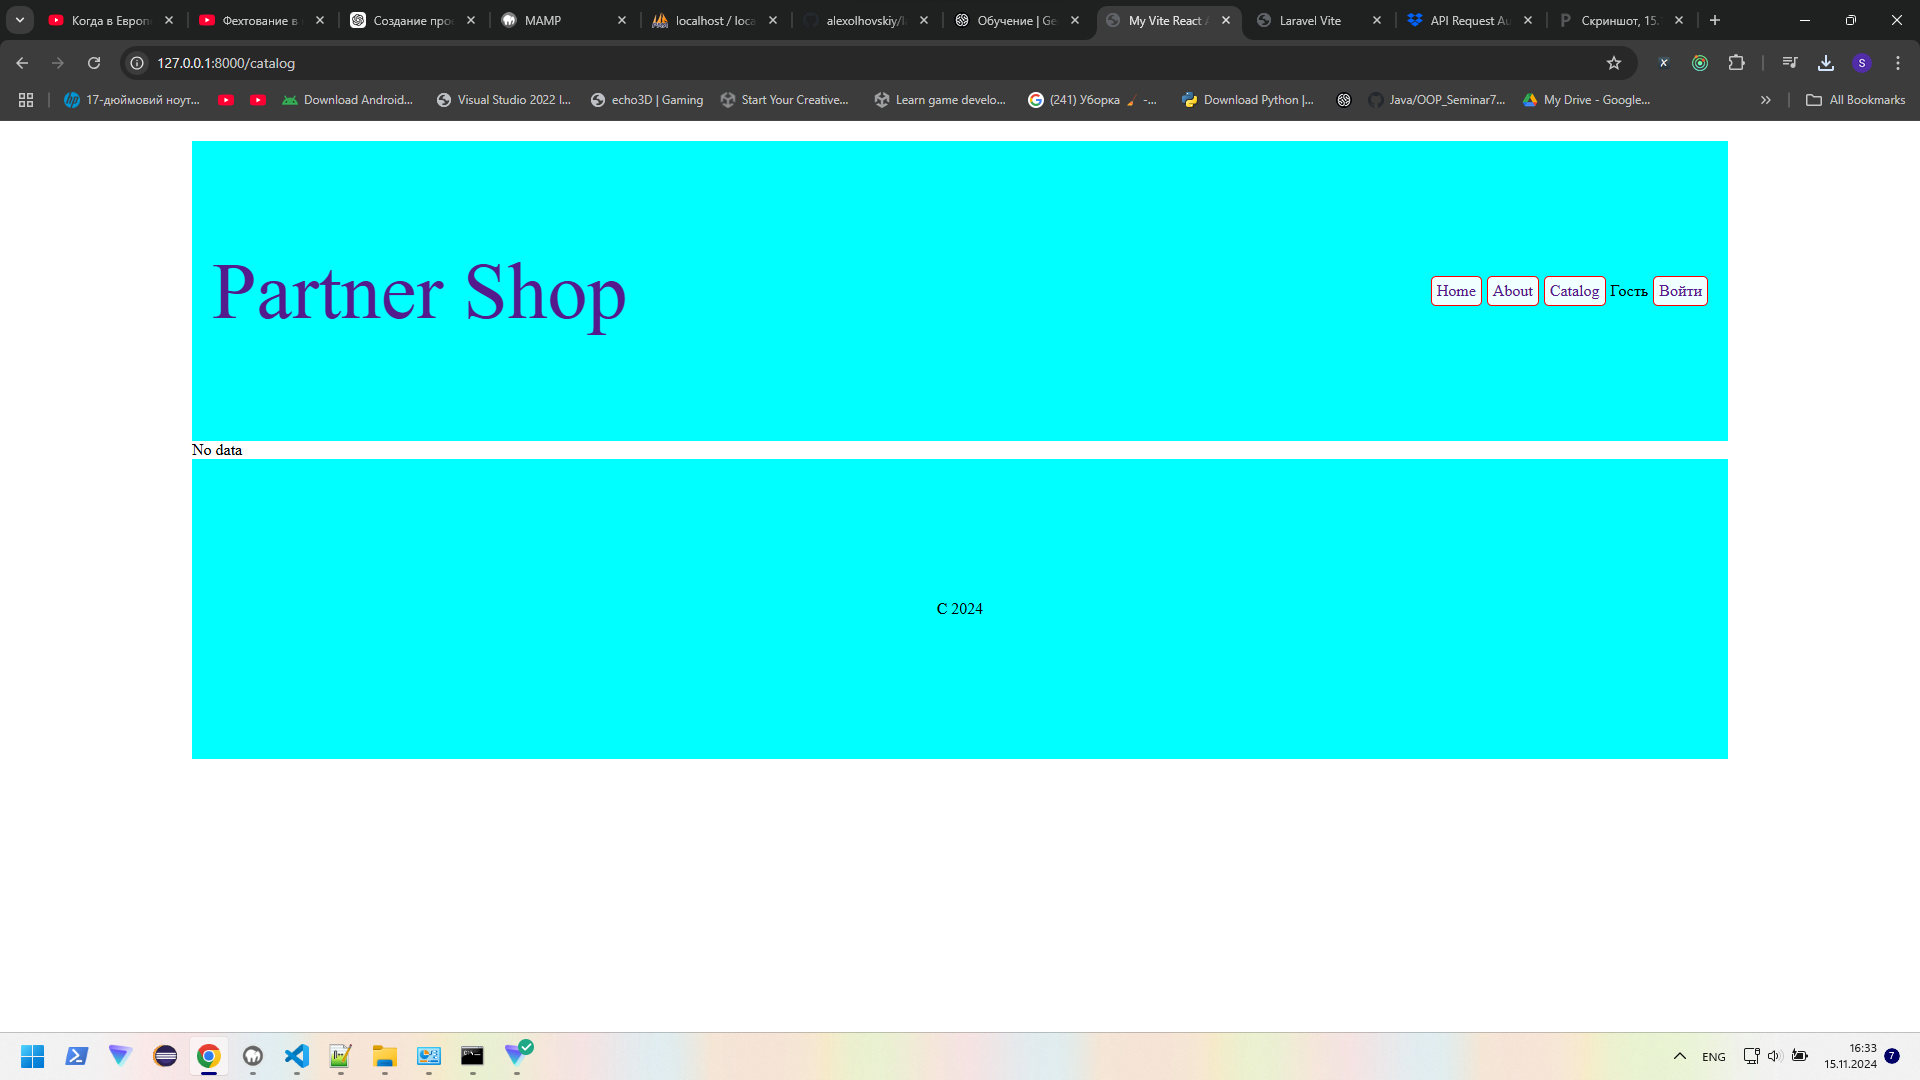 Когда в Европ
Фехтование в
Создание про
MAMP
localhost / loca
alexolhovskiy/l
Обучение | Ge
My Vite React A
Laravel Vite
API Request Au
Скриншот, 15.
127.0.0.1:8000/catalog
S
17-дюймовий ноут...
Download Android...
Visual Studio 2022 I...
echo3D | Gaming
Start Your Creative...
Learn game develo...
(241) Уборка 🧹 -...
Download Python |...
Java/OOP_Seminar7...
My Drive - Google...
All Bookmarks
Partner Shop
Home
About
Catalog
Гость
Войти
No data
C 2024
ENG
16:33
15.11.2024
7